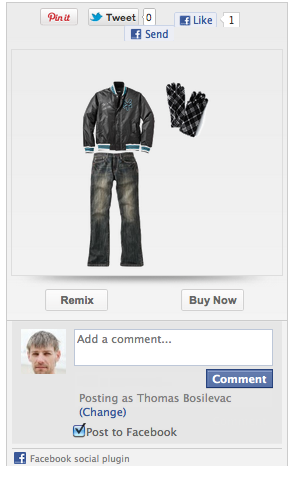 Pin it Tweet 0 Like 1
Send
Remix Buy Now
Add a comment...
Comment
Posting as Thomas Bosilevac
(Change)
Post to Facebook
Facebook social plugin